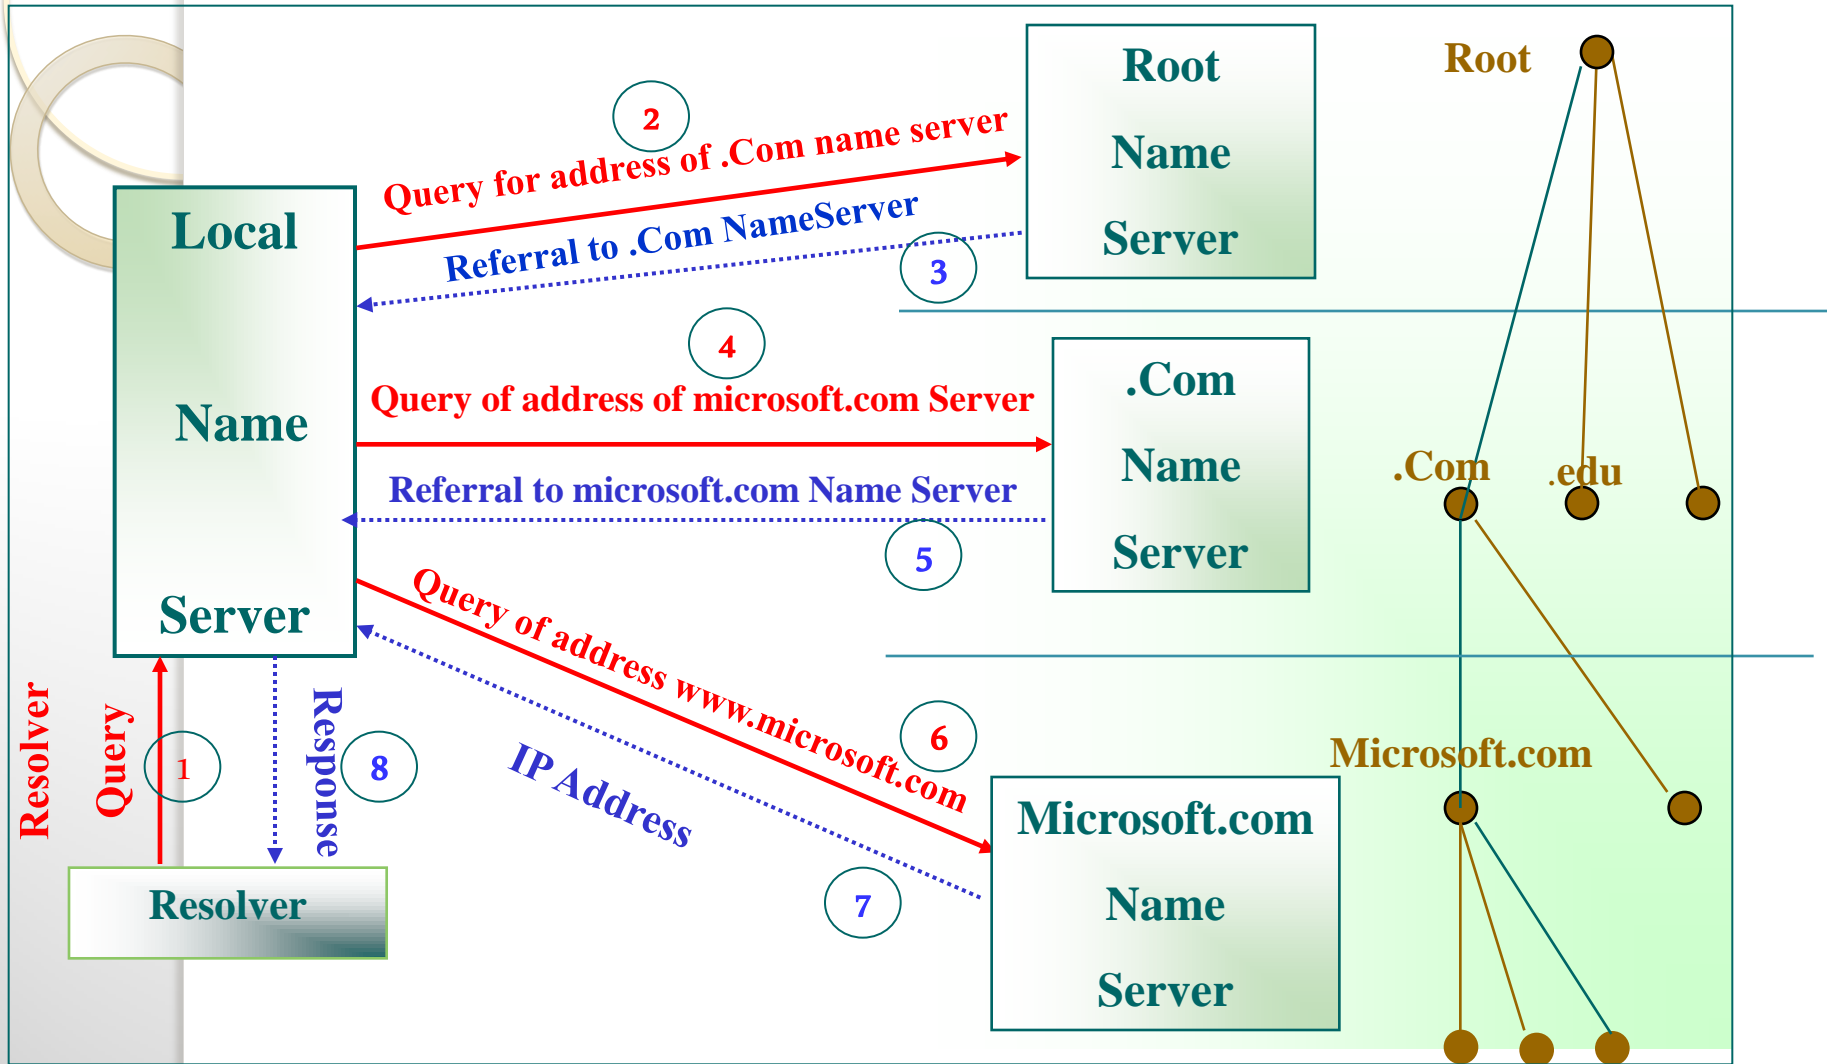 Root
Name
Server
Root
2
Query for address of .Com name server
Referral to .Com NameServer
3
Local
Name
Server
4
Query of address of microsoft.com Server
Referral to microsoft.com Name Server
5
.Com
Name
Server
.Com
.edu
Query of address www.microsoft.com
6
IP Address
7
Microsoft.com
Microsoft.com
Name
Server
Resolver
Query
1
Response
8
Resolver